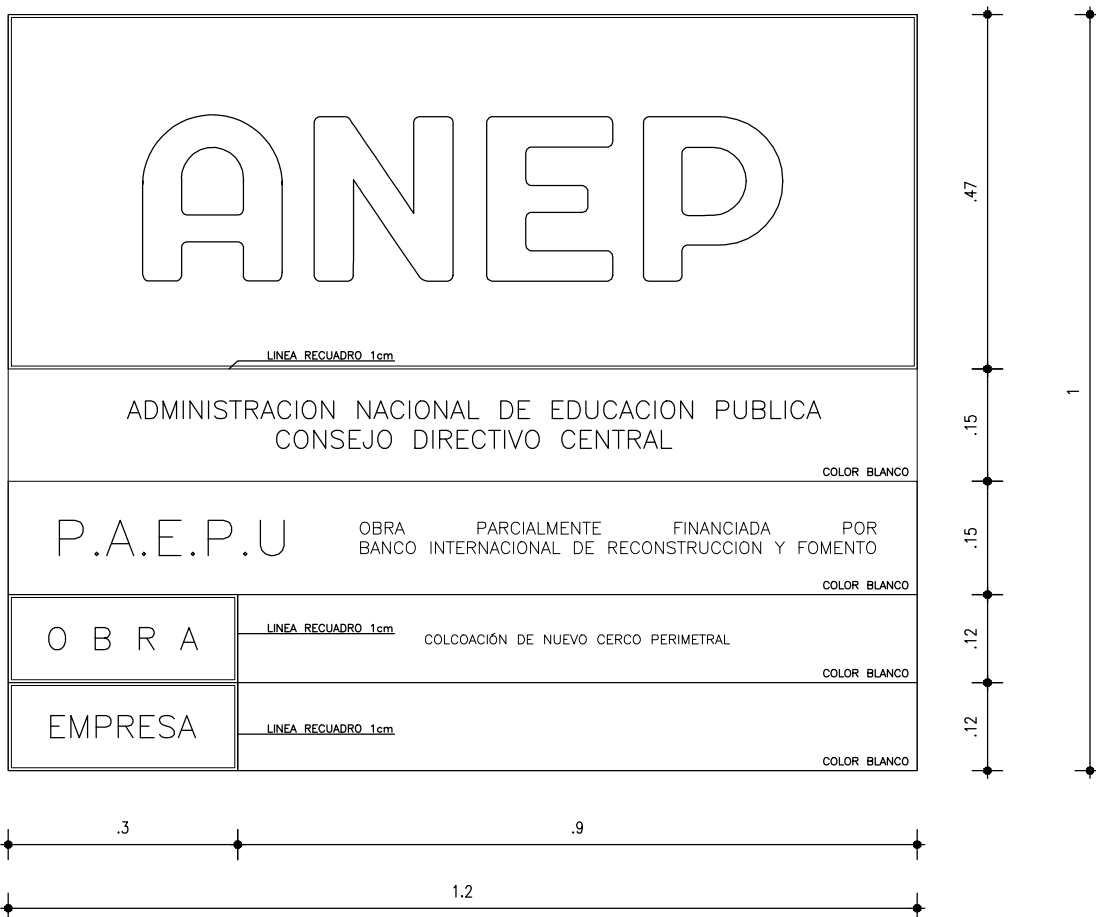 ANEP
LINEA RECUADRO 1cm
.47
ADMINISTRACION NACIONAL DE EDUCACION PUBLICA
CONSEJO DIRECTIVO CENTRAL
COLOR BLANCO
.15
1
P.A.E.P.U
OBRA PARCIALMENTE FINANCIADA POR
BANCO INTERNACIONAL DE RECONSTRUCCION Y FOMENTO
COLOR BLANCO
.15
O B R A
LINEA RECUADRO 1cm
COLCOACIÓN DE NUEVO CERCO PERIMETRAL
COLOR BLANCO
.12
EMPRESA
LINEA RECUADRO 1cm
COLOR BLANCO
.12
.3
.9
1.2